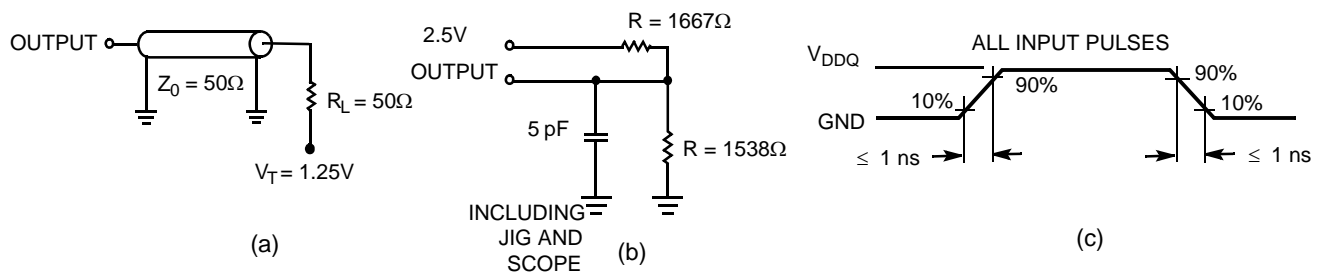 OUTPUT
Z0 = 50Ω
RL = 50Ω
VT = 1.25V
(a)
R = 1667Ω
2.5V
OUTPUT
5 pF
R = 1538Ω
INCLUDING
JIG AND
SCOPE
(b)
ALL INPUT PULSES
VDDQ
GND
10%
90%
90%
10%
≤ 1 ns
≤ 1 ns
(c)